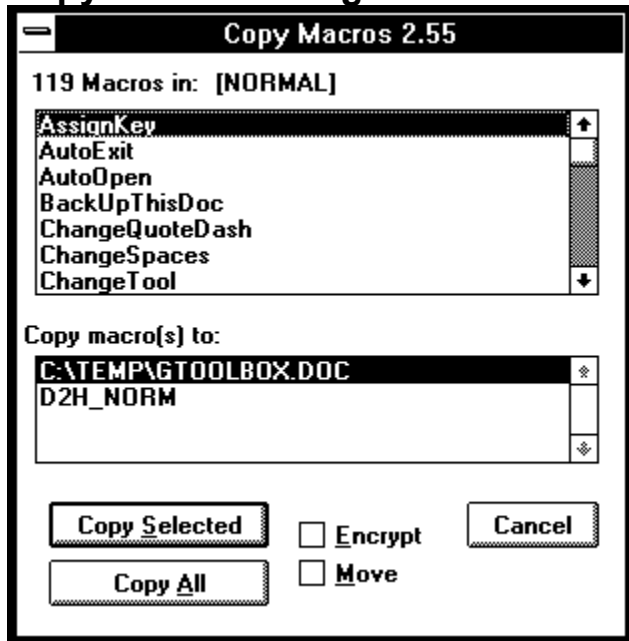 Copy Macros 2.55
119 Macros in: [NORMAL]
AssignKey
AutoExit
AutoOpen
BackUpThisDoc
ChangeQuoteDash
ChangeSpaces
ChangeTool
Copy macro(s) to:
C:\TEMP\GTOOLBOX.DOC
D2H_NORM
Copy Selected
Encrypt
Cancel
Copy All
Move